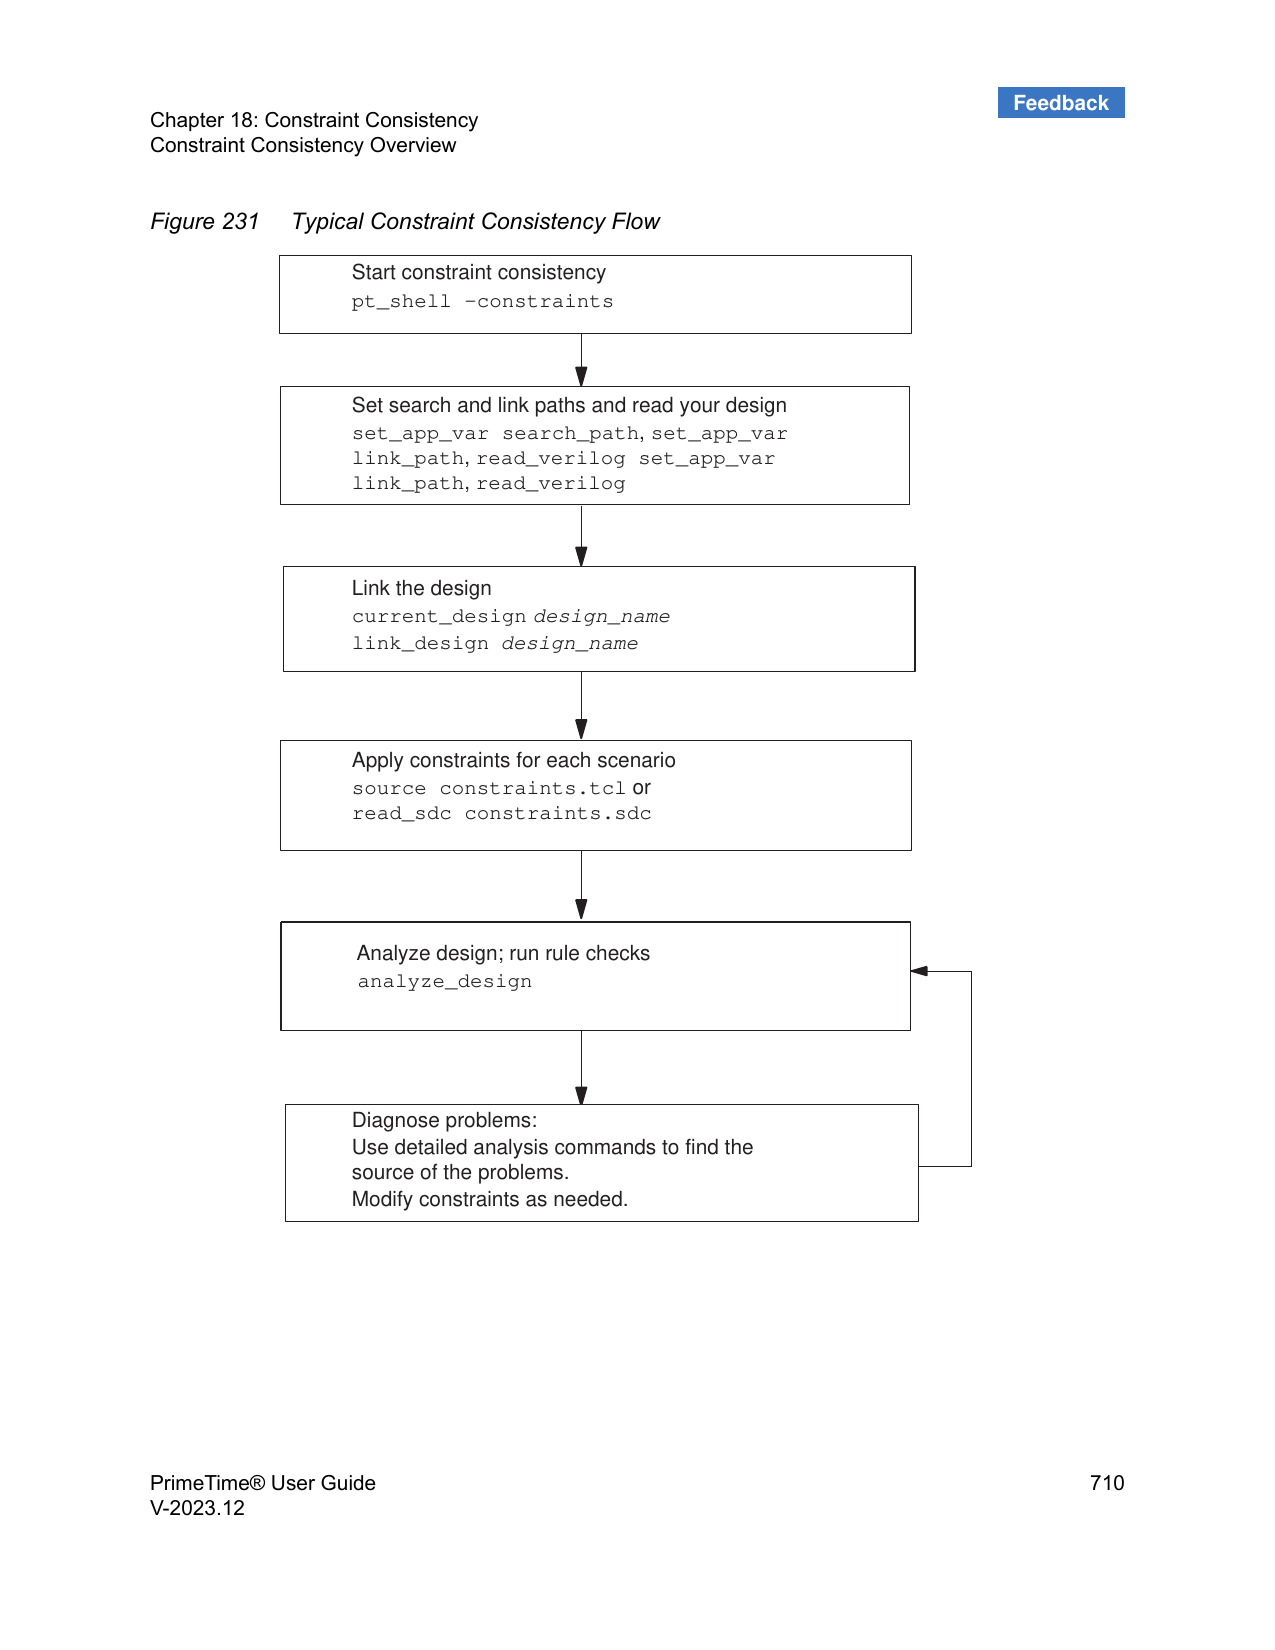 Feedback
Chapter 18: Constraint Consistency
Constraint Consistency Overview
Figure 231 Typical Constraint Consistency Flow
Start constraint consistency
pt_shell -constraints
Set search and link paths and read your design
set_app_var search_path, set_app_var
link_path, read_verilog set_app_var
link_path, read_verilog
Link the design
current_design design_name
link_design design_name
Apply constraints for each scenario
source constraints.tcl or
read_sdc constraints.sdc
Analyze design; run rule checks
analyze_design
Diagnose problems:
Use detailed analysis commands to find the
source of the problems.
Modify constraints as needed.
PrimeTime® User Guide
710
V-2023.12